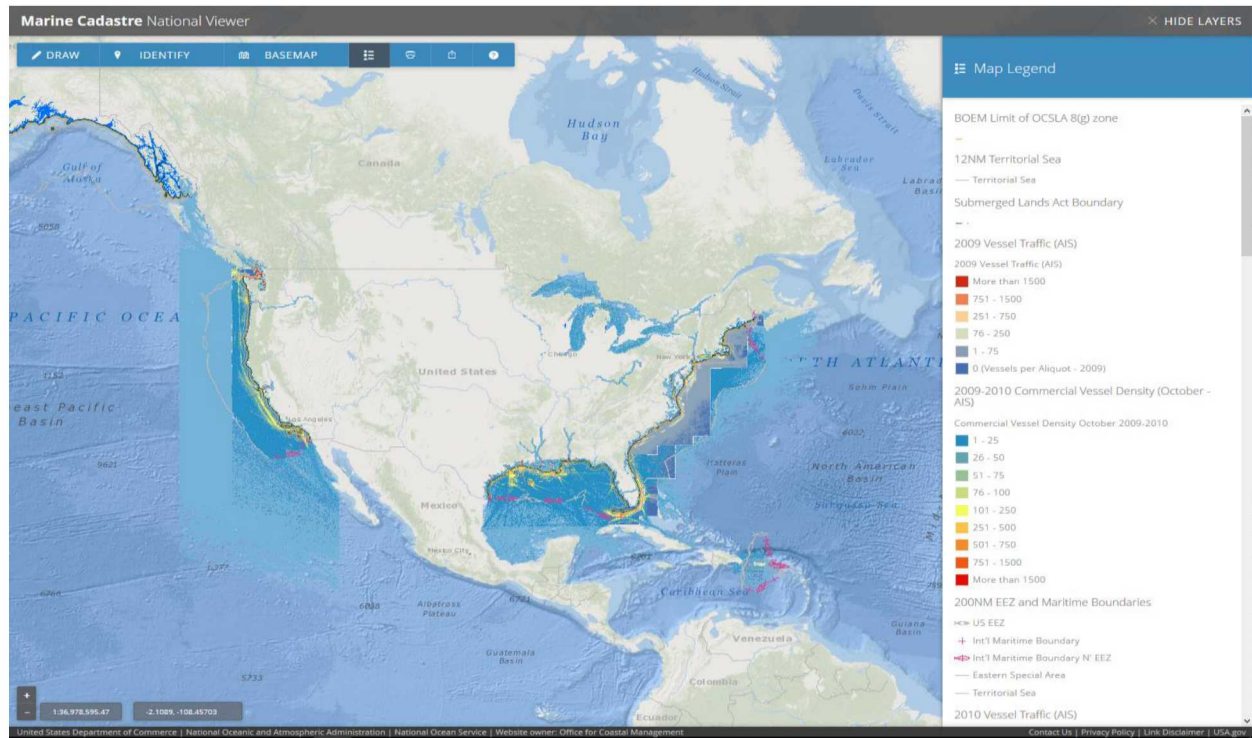 Marine Cadastre National Viewer
× HIDE LAYERS
DRAW
IDENTIFY
BASEMAP
Map Legend
BOEM Limit of OCSLA 8(g) zone
12NM Territorial Sea
Territorial Sea
Submerged Lands Act Boundary
2009 Vessel Traffic (AIS)
2009 Vessel Traffic (AIS)
More than 1500
751 - 1500
251 - 750
76 - 250
1 - 75
0 (Vessels per Aliquot - 2009)
2009-2010 Commercial Vessel Density (October -
AIS)
Commercial Vessel Density October 2009-2010
1 - 25
26 - 50
51 - 75
76 - 100
101 - 250
251 - 500
501 - 750
751 - 1500
More than 1500
200NM EEZ and Maritime Boundaries
US EEZ
Int'l Maritime Boundary
Int'l Maritime Boundary N' EEZ
Eastern Special Area
Territorial Sea
2010 Vessel Traffic (AIS)
Hudson Strait
Davis Strait
Hudson
Bay
Canada
Labrador
Sea
Gulf of
Alaska
Basin
5058
PACIFIC OCEA
Chicago
New York
United States
TH ATLANTI
Sohm Plain
east Pacific
Basin
Los Angeles
6022
Hatteras
Plain
North American
Basin
Sargasso Sea
Mexico
Mexico City
Caribbean Sea
6088
Albatross
Plateau
Guiana
Basin
Venezuela
Guatemala
Basin
5733
Colombia
Ecuador
+
−
1:36,978,595.47
-2.1089, -108.45703
United States Department of Commerce | National Oceanic and Atmospheric Administration | National Ocean Service | Website owner: Office for Coastal Management
Contact Us | Privacy Policy | Link Disclaimer | USA.gov